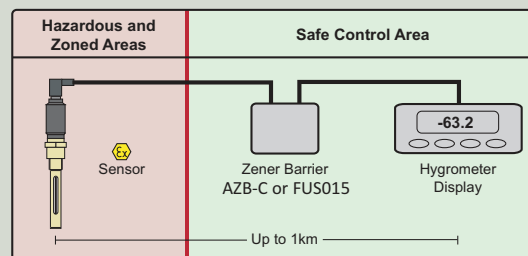 Hazardous and
Zoned Areas
Safe Control Area
-63.2
Ex
Sensor
Zener Barrier
AZB-C or FUS015
Hygrometer
Display
Up to 1km